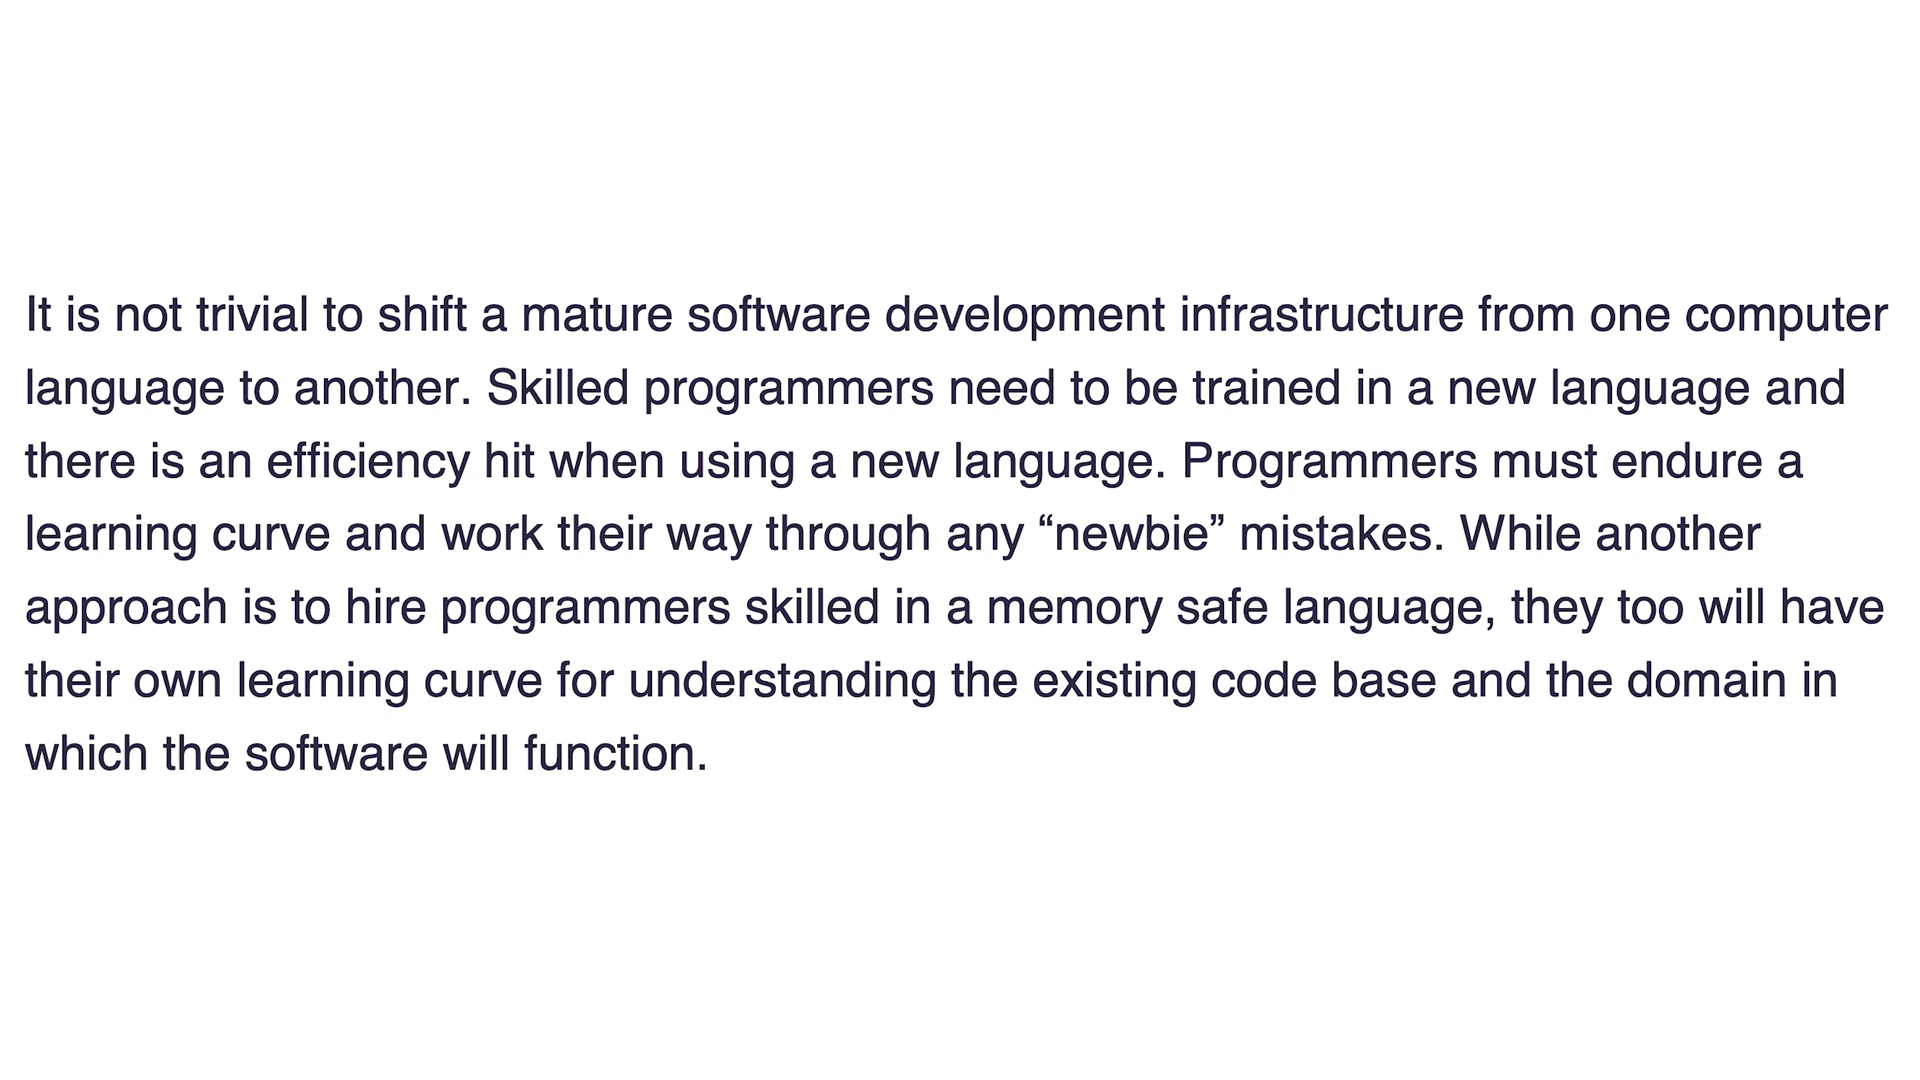 It is not trivial to shift a mature software development infrastructure from one computer
language to another. Skilled programmers need to be trained in a new language and
there is an efficiency hit when using a new language. Programmers must endure a
learning curve and work their way through any “newbie” mistakes. While another
approach is to hire programmers skilled in a memory safe language, they too will have
their own learning curve for understanding the existing code base and the domain in
which the software will function.